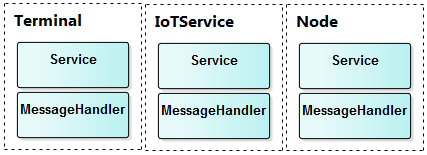 Terminal
Service
MessageHandler
IoTService
Service
MessageHandler
Node
Service
MessageHandler